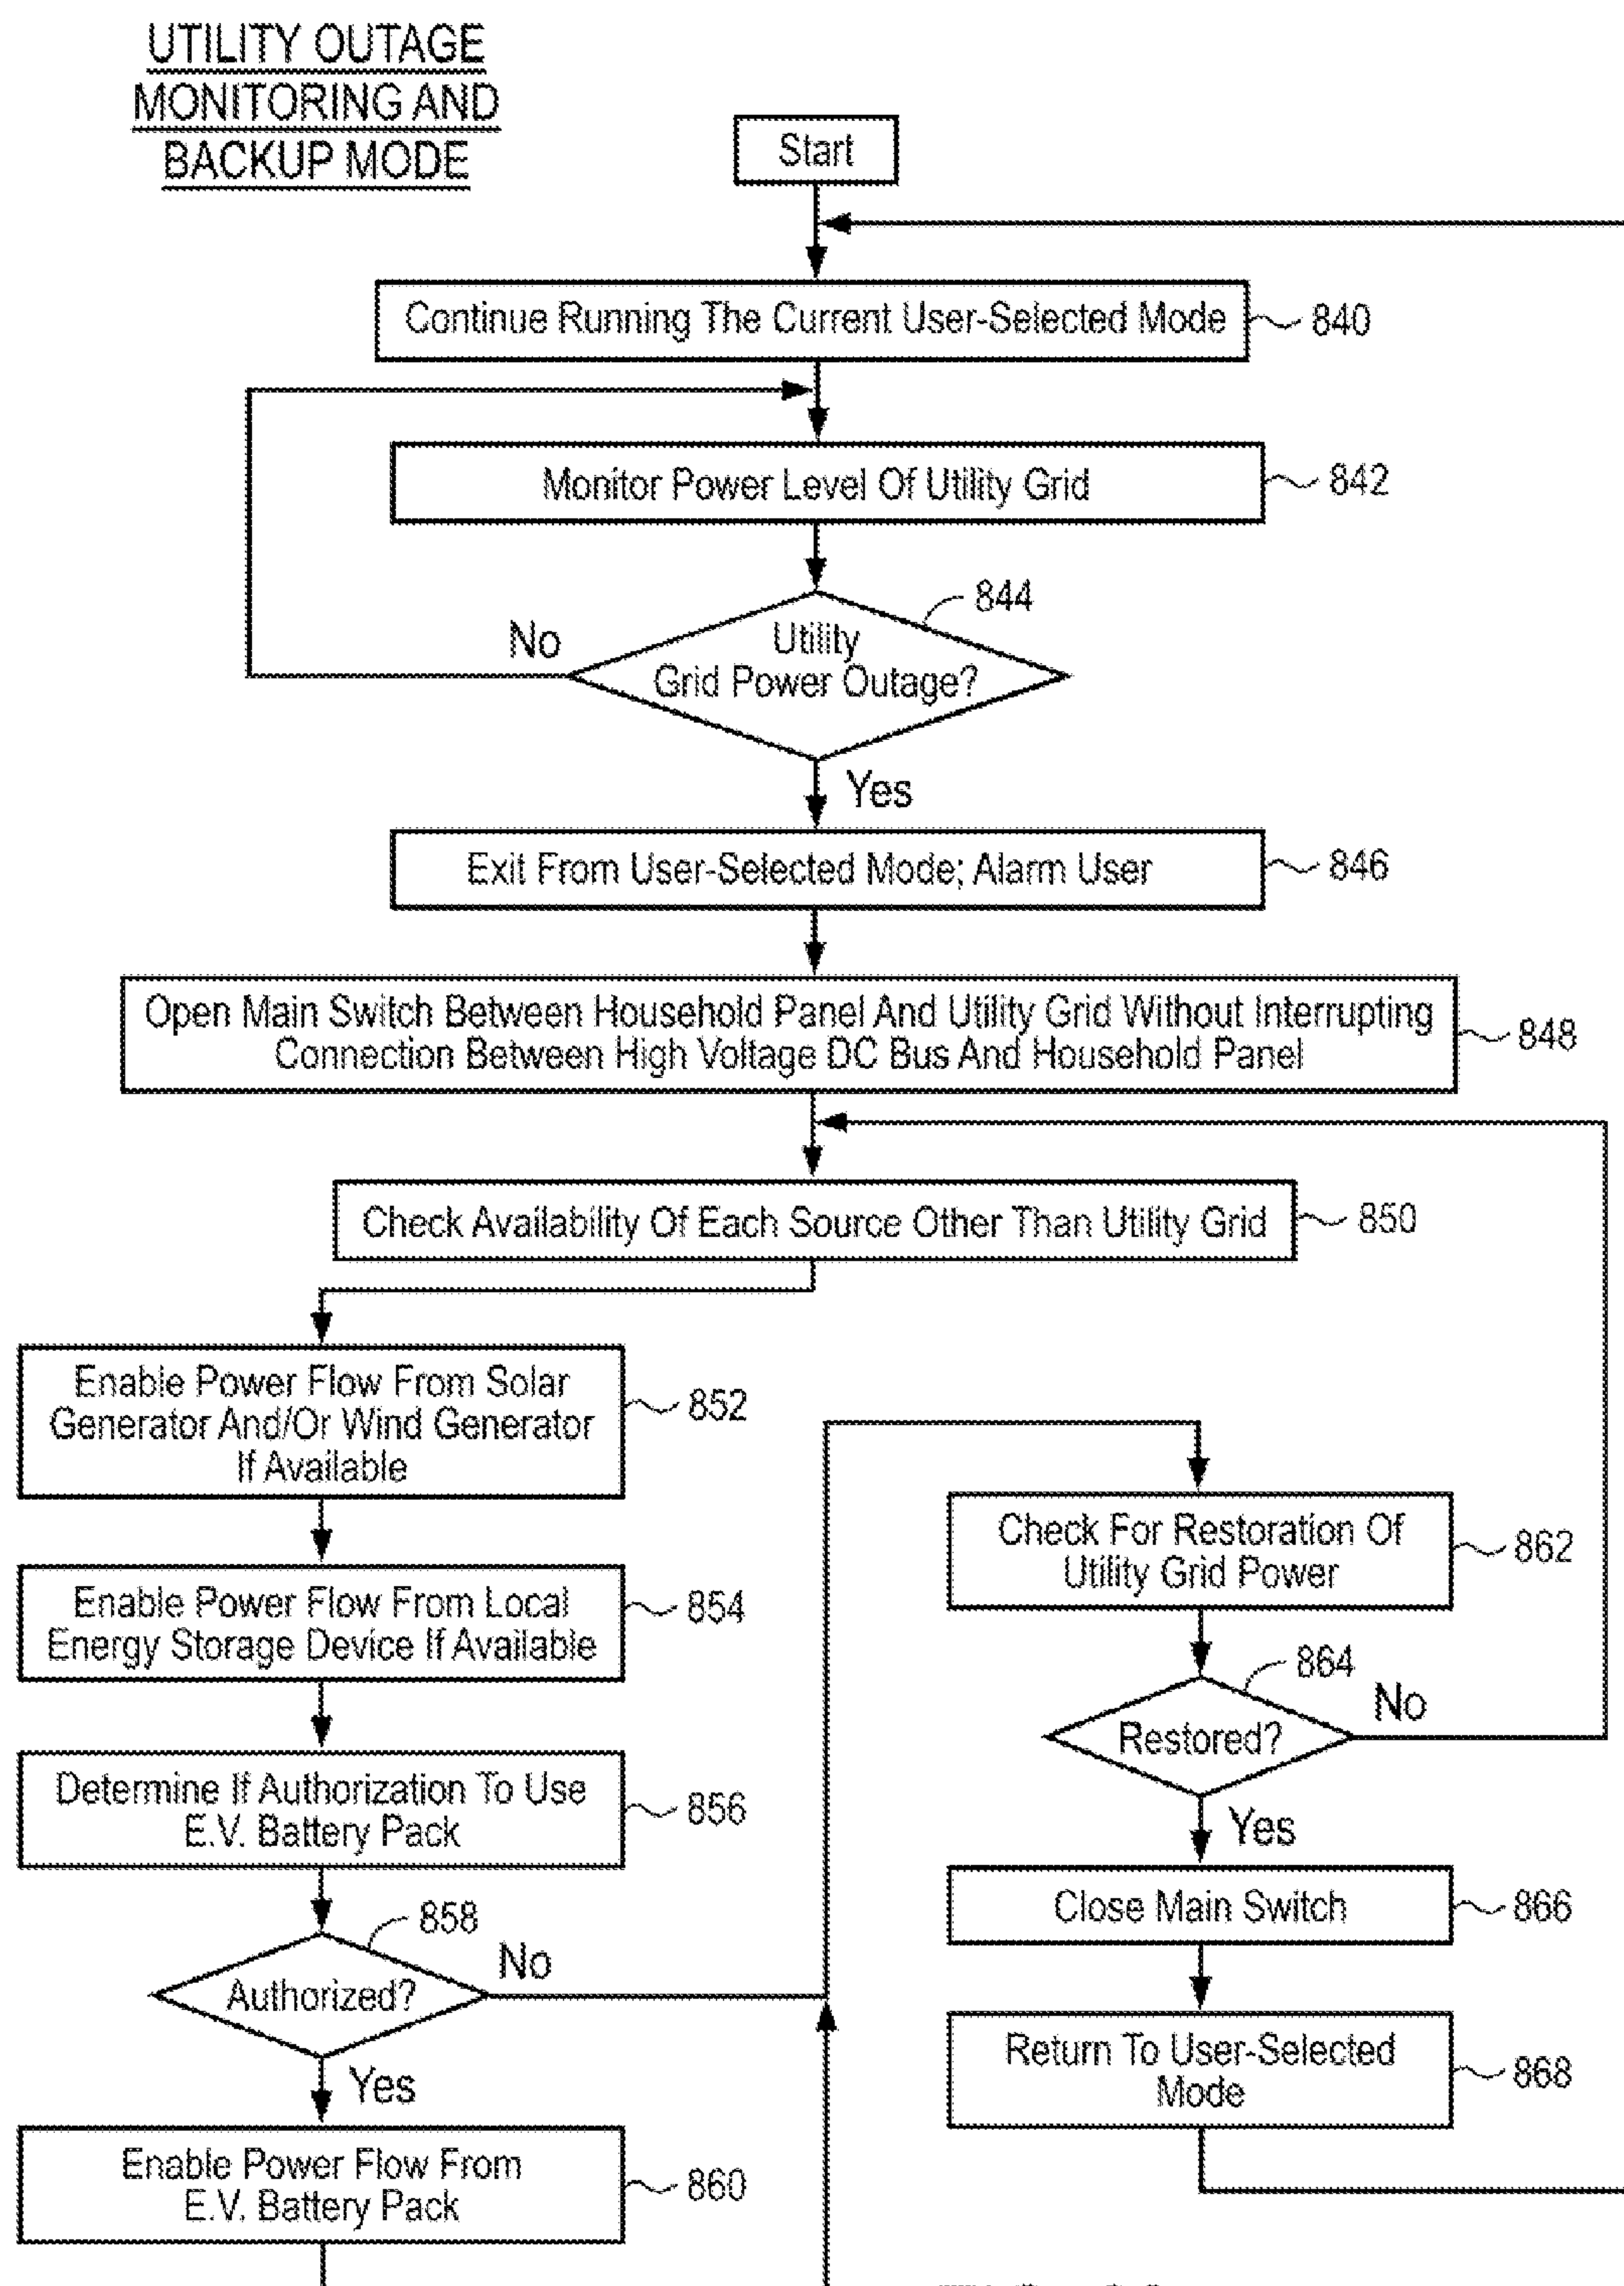 UTILITY OUTAGE
MONITORING AND
BACKUP MODE
Start
Continue Running The Current User-Selected Mode
840
Monitor Power Level Of Utility Grid
842
844
Utility
Grid Power Outage?
No
Yes
Exit From User-Selected Mode; Alarm User
846
Open Main Switch Between Household Panel And Utility Grid Without Interrupting
Connection Between High Voltage DC Bus And Household Panel
848
Check Availability Of Each Source Other Than Utility Grid
850
Enable Power Flow From Solar
Generator And/Or Wind Generator
If Available
852
Enable Power Flow From Local
Energy Storage Device If Available
854
Determine If Authorization To Use
E.V. Battery Pack
856
858
Authorized?
No
Yes
Enable Power Flow From
E.V. Battery Pack
860
Check For Restoration Of
Utility Grid Power
862
864
Restored?
No
Yes
Close Main Switch
866
Return To User-Selected
Mode
868